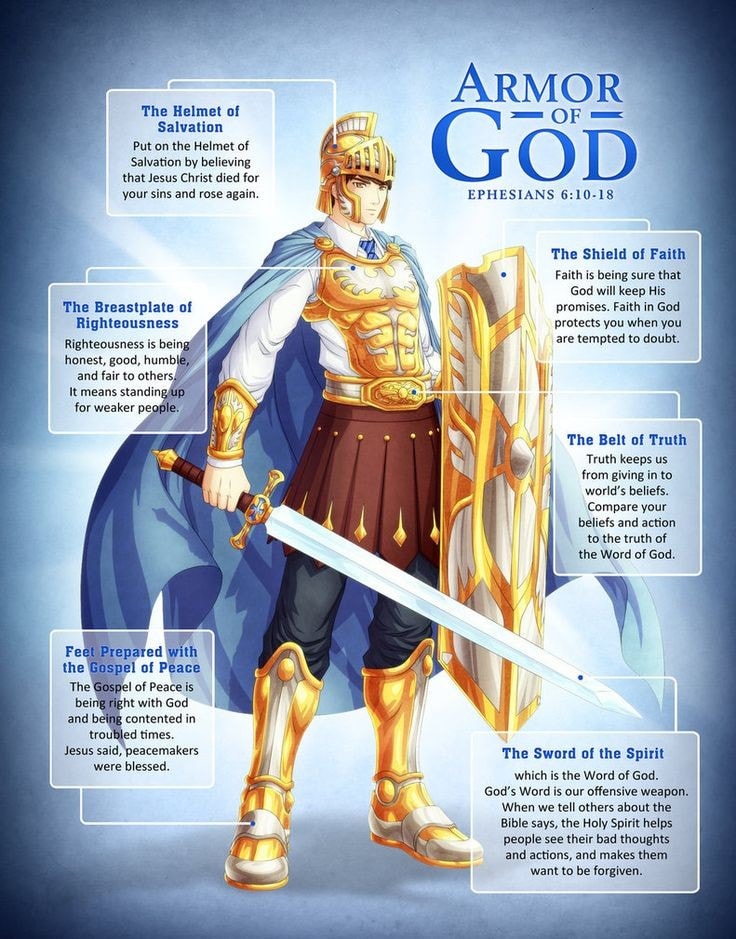 ARMOR
OF
GOD
EPHESIANS 6:10-18
The Helmet of
Salvation
Put on the Helmet of
Salvation by believing
that Jesus Christ died for
your sins and rose again.
The Shield of Faith
Faith is being sure that
God will keep His
promises. Faith in God
protects you when you
are tempted to doubt.
The Breastplate of
Righteousness
Righteousness is being
honest, good, humble,
and fair to others.
It means standing up
for weaker people.
The Belt of Truth
Truth keeps us
from giving in to
world's beliefs.
Compare your
beliefs and action
to the truth of
the Word of God.
Feet Prepared with
the Gospel of Peace
The Gospel of Peace is
being right with God
and being contented in
troubled times.
Jesus said, peacemakers
were blessed.
The Sword of the Spirit
which is the Word of God.
God's Word is our offensive weapon.
When we tell others about the
Bible says, the Holy Spirit helps
people see their bad thoughts
and actions, and makes them
want to be forgiven.